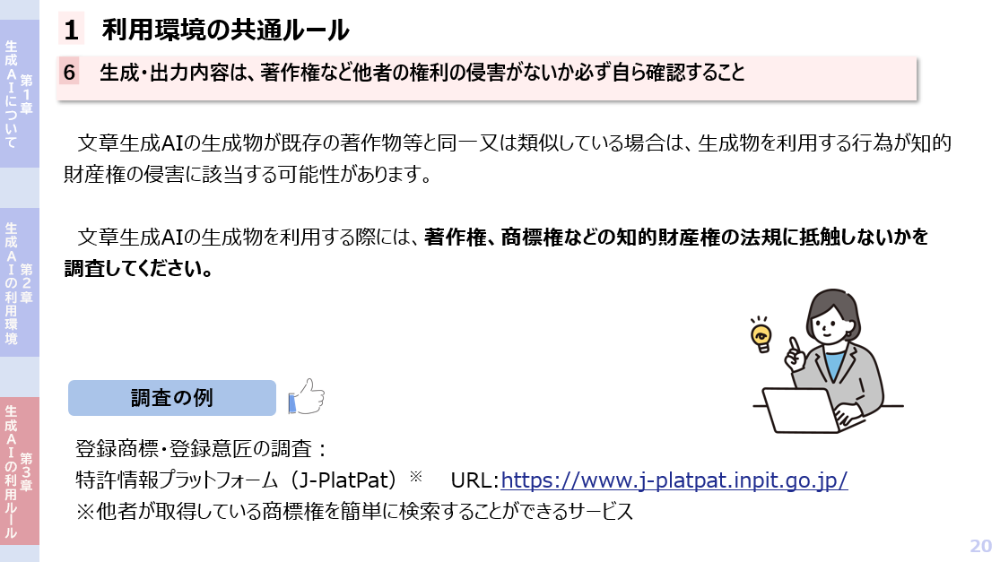 第1章
生成AIについて
第2章
生成AIの利用環境
第3章
生成AIの利用ルール
1 利用環境の共通ルール
6 生成・出力内容は、著作権など他者の権利の侵害がないか必ず自ら確認すること
文章生成AIの生成物が既存の著作物等と同一又は類似している場合は、生成物を利用する行為が知的
財産権の侵害に該当する可能性があります。
文章生成AIの生成物を利用する際には、著作権、商標権などの知的財産権の法規に抵触しないかを
調査してください。
調査の例
登録商標・登録意匠の調査：
特許情報プラットフォーム（J-PlatPat）※ URL:https://www.j-platpat.inpit.go.jp/
※他者が取得している商標権を簡単に検索することができるサービス
20